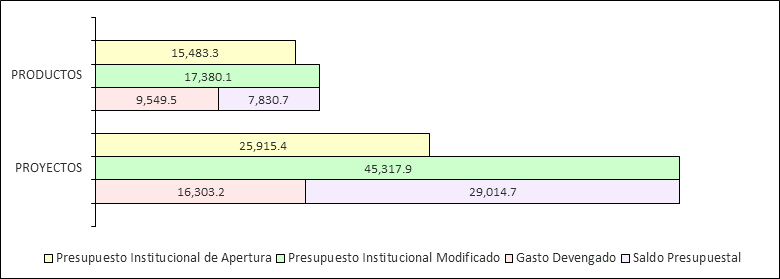 15,483.3
PRODUCTOS
17,380.1
9,549.5 7,830.7
25,915.4
PROYECTOS
45,317.9
16,303.2 29,014.7
Presupuesto Institucional de Apertura Presupuesto Institucional Modificado Gasto Devengado Saldo Presupuestal